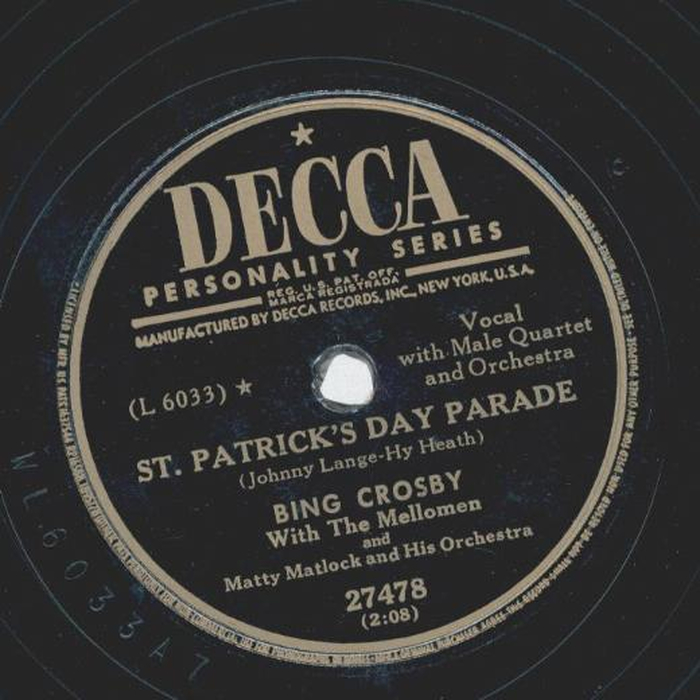 DECCA
PERSONALITY SERIES
REG. U.S. PAT. OFF.
MARCA REGISTRADA
MANUFACTURED BY DECCA RECORDS, INC., NEW YORK, U.S.A.
Vocal
with Male Quartet
and Orchestra
(L 6033) ★
ST. PATRICK'S DAY PARADE
(Johnny Lange-Hy Heath)
BING CROSBY
With The Mellomen
and
Matty Matlock and His Orchestra
27478
(2:08)
WL6033A7